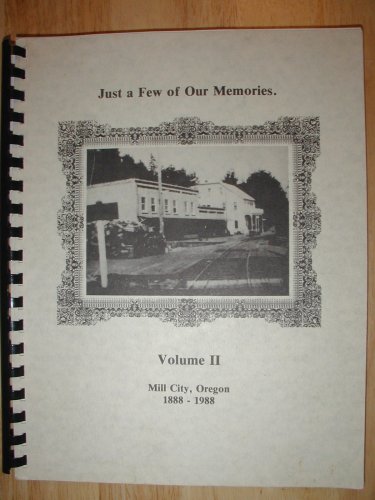 Just a Few of Our Memories.
Volume II
Mill City, Oregon
1888 - 1988